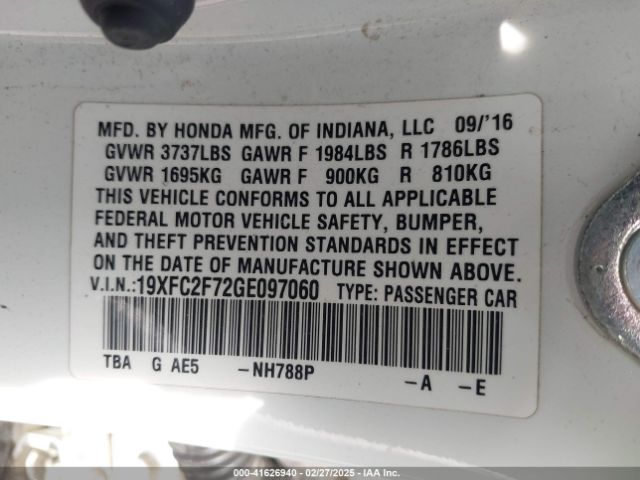 MFD. BY HONDA MFG. OF INDIANA, LLC 09/'16
GVWR 3737LBS GAWR F 1984LBS R 1786LBS
GVWR 1695KG GAWR F 900KG R 810KG
THIS VEHICLE CONFORMS TO ALL APPLICABLE
FEDERAL MOTOR VEHICLE SAFETY, BUMPER,
AND THEFT PREVENTION STANDARDS IN EFFECT
ON THE DATE OF MANUFACTURE SHOWN ABOVE.
V.I.N.:19XFC2F72GE097060 TYPE: PASSENGER CAR
TBA G AE5 -NH788P -A -E
000-41626940 - 02/27/2025 - IAA Inc.